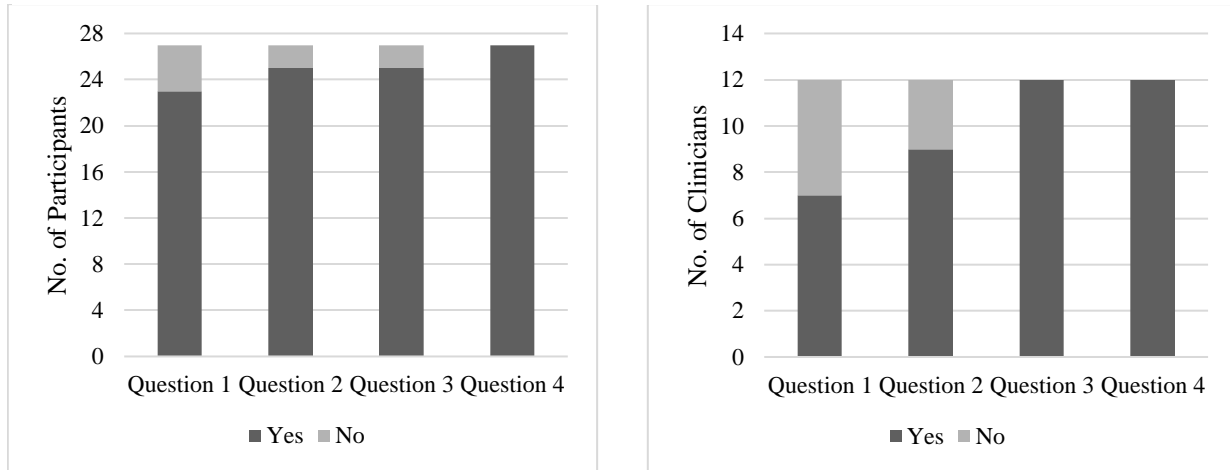 No. of Participants
28
24
20
16
12
8
4
0
Question 1 Question 2 Question 3 Question 4
Yes No
No. of Clinicians
14
12
10
8
6
4
2
0
Question 1 Question 2 Question 3 Question 4
Yes No